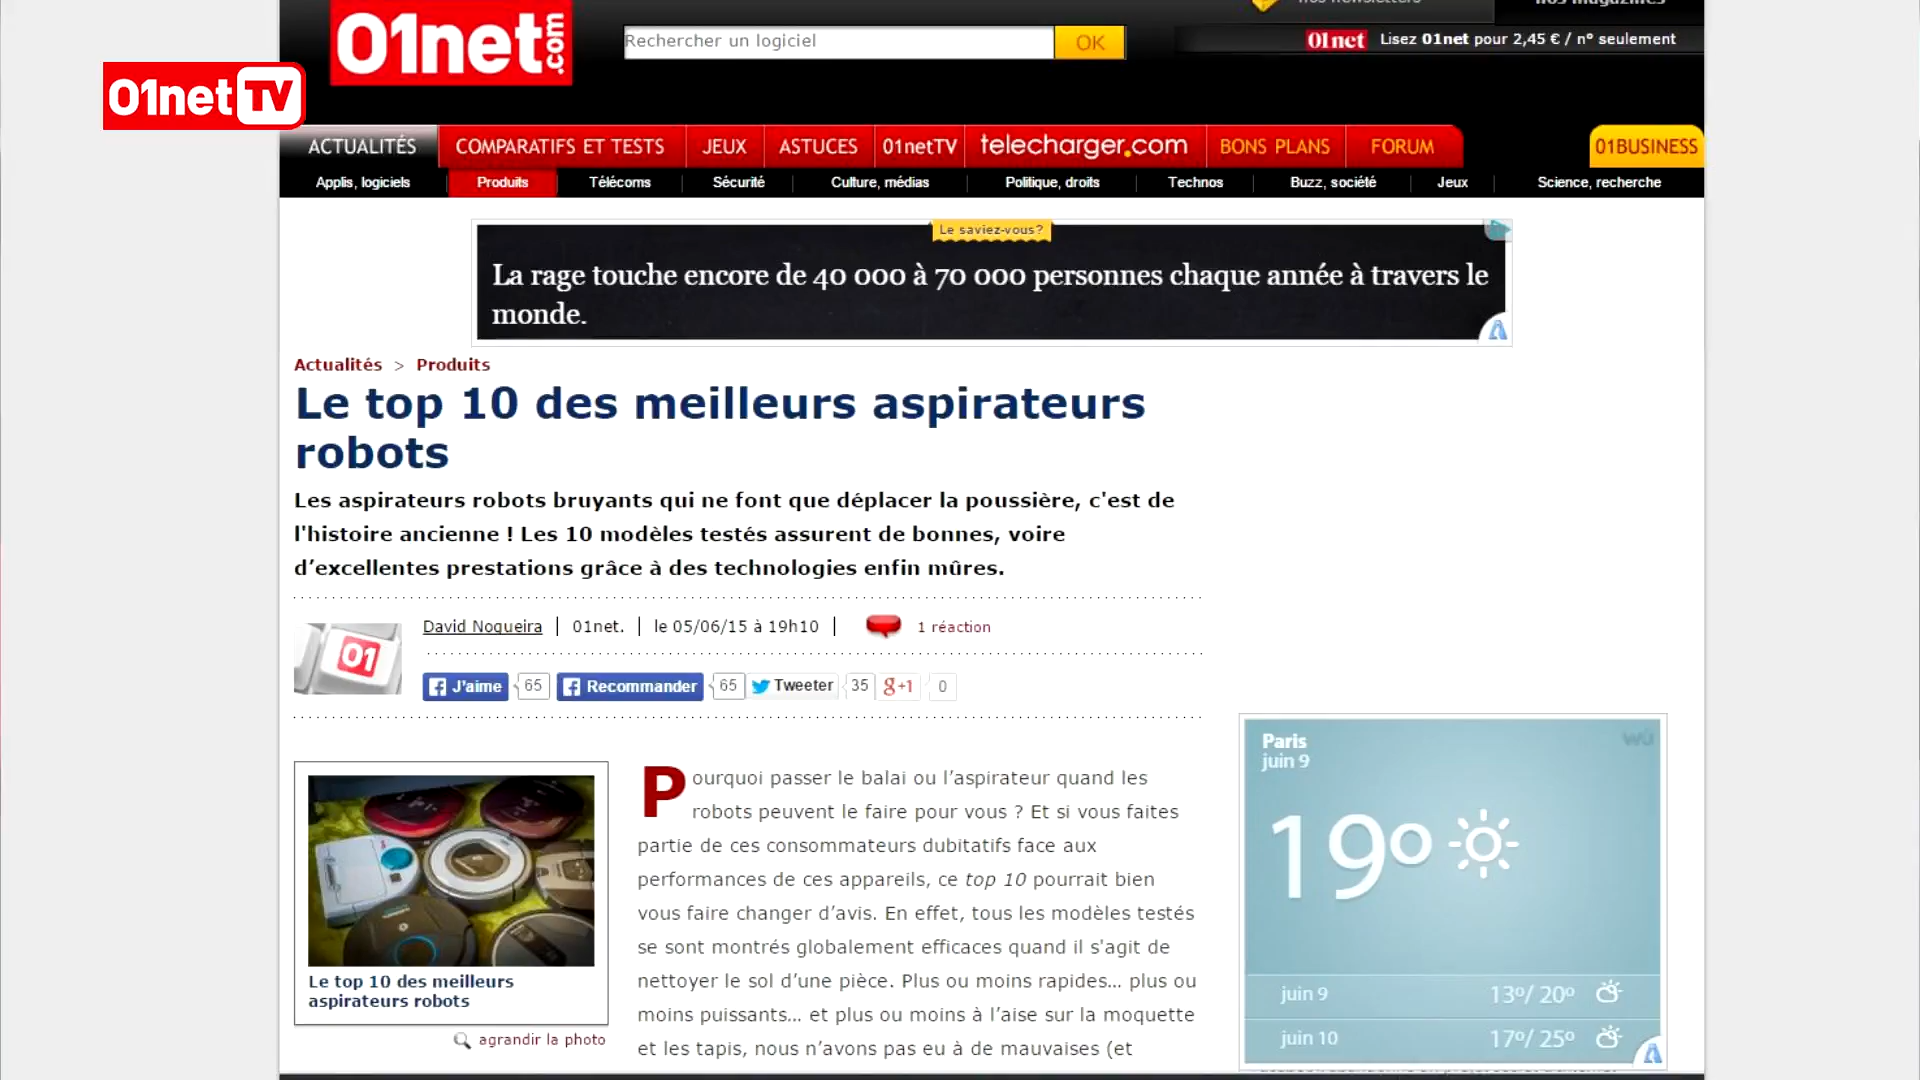 01net.com
Rechercher un logiciel
OK
nos newsletters
nos magazines
01net Lisez 01net pour 2,45 € / n° seulement
01net TV
ACTUALITÉS
COMPARATIFS ET TESTS
JEUX
ASTUCES
01netTV
telecharger.com
BONS PLANS
FORUM
01BUSINESS
Applis, logiciels
Produits
Télécoms
Sécurité
Culture, médias
Politique, droits
Technos
Buzz, société
Jeux
Science, recherche
Le saviez-vous?
La rage touche encore de 40 000 à 70 000 personnes chaque année à travers le
monde.
Actualités > Produits
Le top 10 des meilleurs aspirateurs
robots
Les aspirateurs robots bruyants qui ne font que déplacer la poussière, c'est de
l'histoire ancienne ! Les 10 modèles testés assurent de bonnes, voire
d’excellentes prestations grâce à des technologies enfin mûres.
01
David Nogueira | 01net. | le 05/06/15 à 19h10 | 1 réaction
J'aime 65 Recommander 65 Tweeter 35 g+1 0
Le top 10 des meilleurs
aspirateurs robots
agrandir la photo
Pourquoi passer le balai ou l’aspirateur quand les
robots peuvent le faire pour vous ? Et si vous faites
partie de ces consommateurs dubitatifs face aux
performances de ces appareils, ce top 10 pourrait bien
vous faire changer d’avis. En effet, tous les modèles testés
se sont montrés globalement efficaces quand il s'agit de
nettoyer le sol d’une pièce. Plus ou moins rapides... plus ou
moins puissants... et plus ou moins à l’aise sur la moquette
et les tapis, nous n’avons pas eu à de mauvaises (et
Paris
juin 9
wu
19º
juin 9 13º/ 20º
juin 10 17º/ 25º